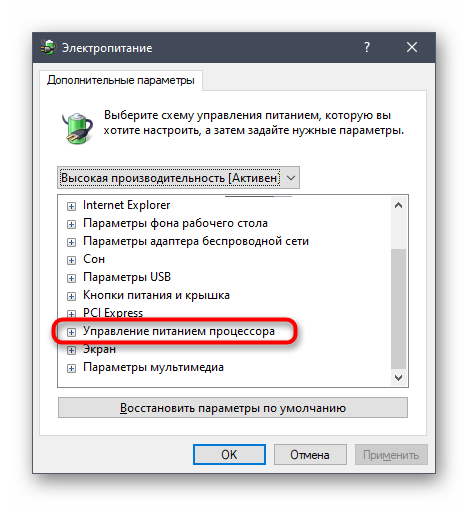 Электропитание
Дополнительные параметры
Выберите схему управления питанием, которую вы
хотите настроить, а затем задайте нужные параметры.
Высокая производительность [Активен
Internet Explorer
Параметры фона рабочего стола
Параметры адаптера беспроводной сети
Сон
Параметры USB
Кнопки питания и крышка
PCI Express
Управление питанием процессора
Экран
Параметры мультимедиа
Восстановить параметры по умолчанию
OK
Отмена
Применить